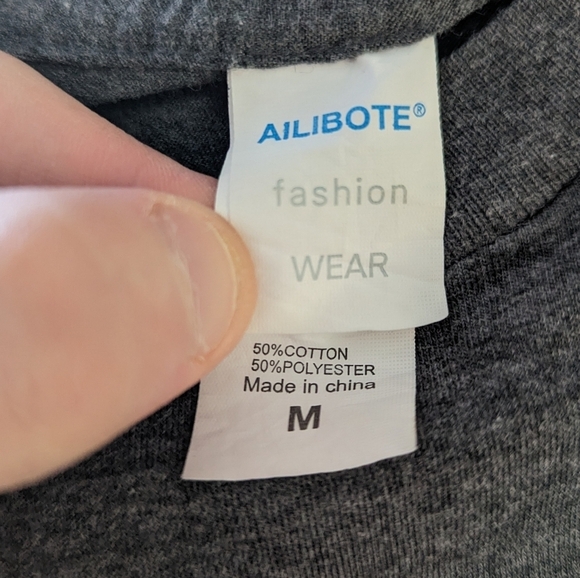 AILIBOTE®
fashion
WEAR
50%COTTON
50%POLYESTER
Made in china
M